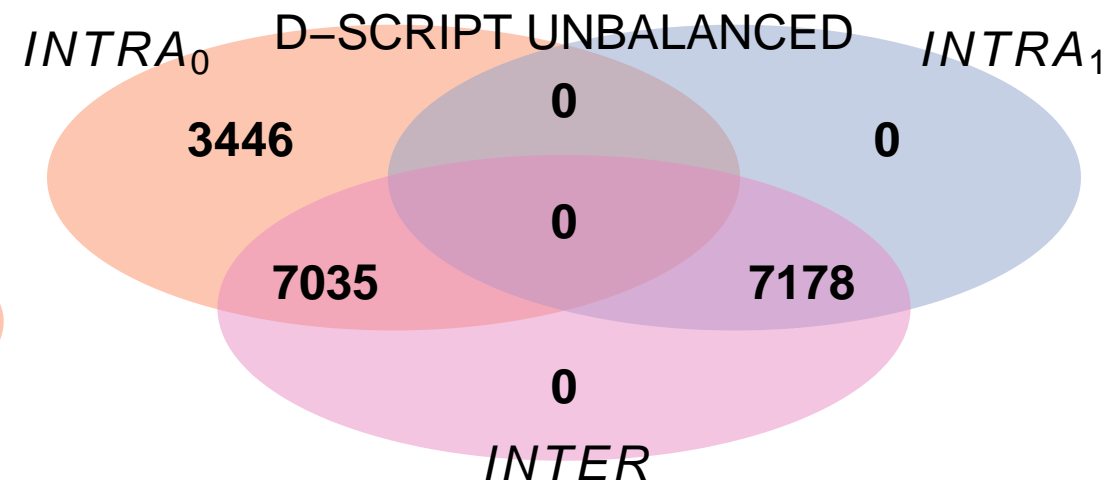 D–SCRIPT UNBALANCED
INTRA₀
INTRA₁
0
3446
0
0
7035
7178
0
INTER